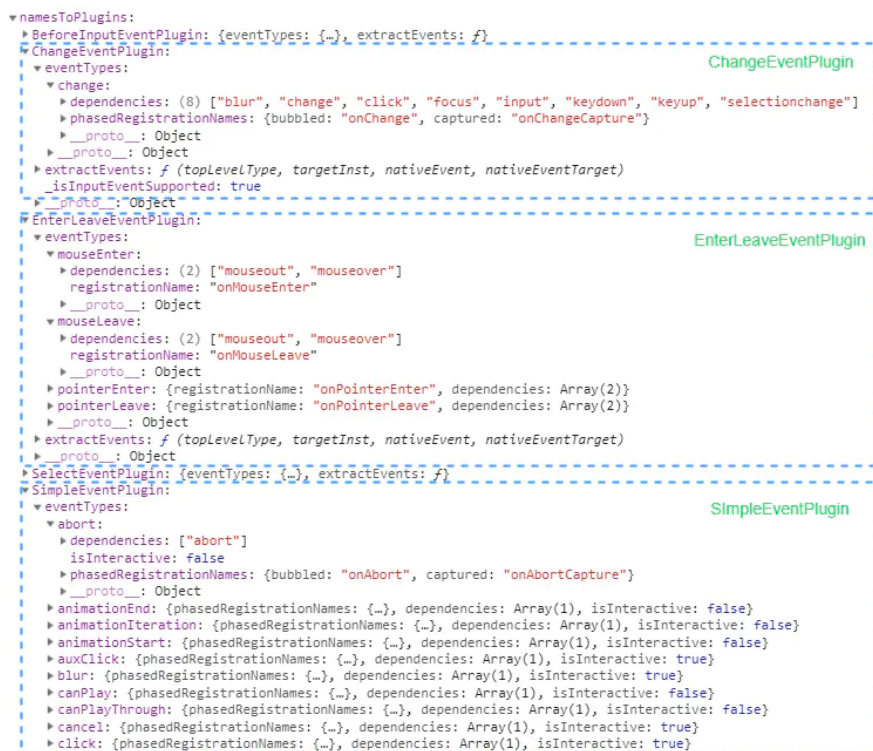 ▼namesToPlugins:
▶BeforeInputEventPlugin: {eventTypes: {…}, extractEvents: ƒ}
▼ChangeEventPlugin:
ChangeEventPlugin
▼eventTypes:
▼change:
▶dependencies: (8) ["blur", "change", "click", "focus", "input", "keydown", "keyup", "selectionchange"]
▶phasedRegistrationNames: {bubbled: "onChange", captured: "onChangeCapture"}
▶__proto__: Object
▶__proto__: Object
▶extractEvents: ƒ (topLevelType, targetInst, nativeEvent, nativeEventTarget)
_isInputEventSupported: true
▶__proto__: Object
▼EnterLeaveEventPlugin:
▼eventTypes:
EnterLeaveEventPlugin
▼mouseEnter:
▶dependencies: (2) ["mouseout", "mouseover"]
registrationName: "onMouseEnter"
▶__proto__: Object
▼mouseLeave:
▶dependencies: (2) ["mouseout", "mouseover"]
registrationName: "onMouseLeave"
▶__proto__: Object
▶pointerEnter: {registrationName: "onPointerEnter", dependencies: Array(2)}
▶pointerLeave: {registrationName: "onPointerLeave", dependencies: Array(2)}
▶__proto__: Object
▶extractEvents: ƒ (topLevelType, targetInst, nativeEvent, nativeEventTarget)
▶__proto__: Object
▶SelectEventPlugin: {eventTypes: {…}, extractEvents: ƒ}
▼SimpleEventPlugin:
▼eventTypes:
SImpleEventPlugin
▼abort:
▶dependencies: ["abort"]
isInteractive: false
▶phasedRegistrationNames: {bubbled: "onAbort", captured: "onAbortCapture"}
▶__proto__: Object
▶animationEnd: {phasedRegistrationNames: {…}, dependencies: Array(1), isInteractive: false}
▶animationIteration: {phasedRegistrationNames: {…}, dependencies: Array(1), isInteractive: false}
▶animationStart: {phasedRegistrationNames: {…}, dependencies: Array(1), isInteractive: false}
▶auxClick: {phasedRegistrationNames: {…}, dependencies: Array(1), isInteractive: true}
▶blur: {phasedRegistrationNames: {…}, dependencies: Array(1), isInteractive: true}
▶canPlay: {phasedRegistrationNames: {…}, dependencies: Array(1), isInteractive: false}
▶canPlayThrough: {phasedRegistrationNames: {…}, dependencies: Array(1), isInteractive: false}
▶cancel: {phasedRegistrationNames: {…}, dependencies: Array(1), isInteractive: true}
▶click: {phasedRegistrationNames: {…}, dependencies: Array(1), isInteractive: true}